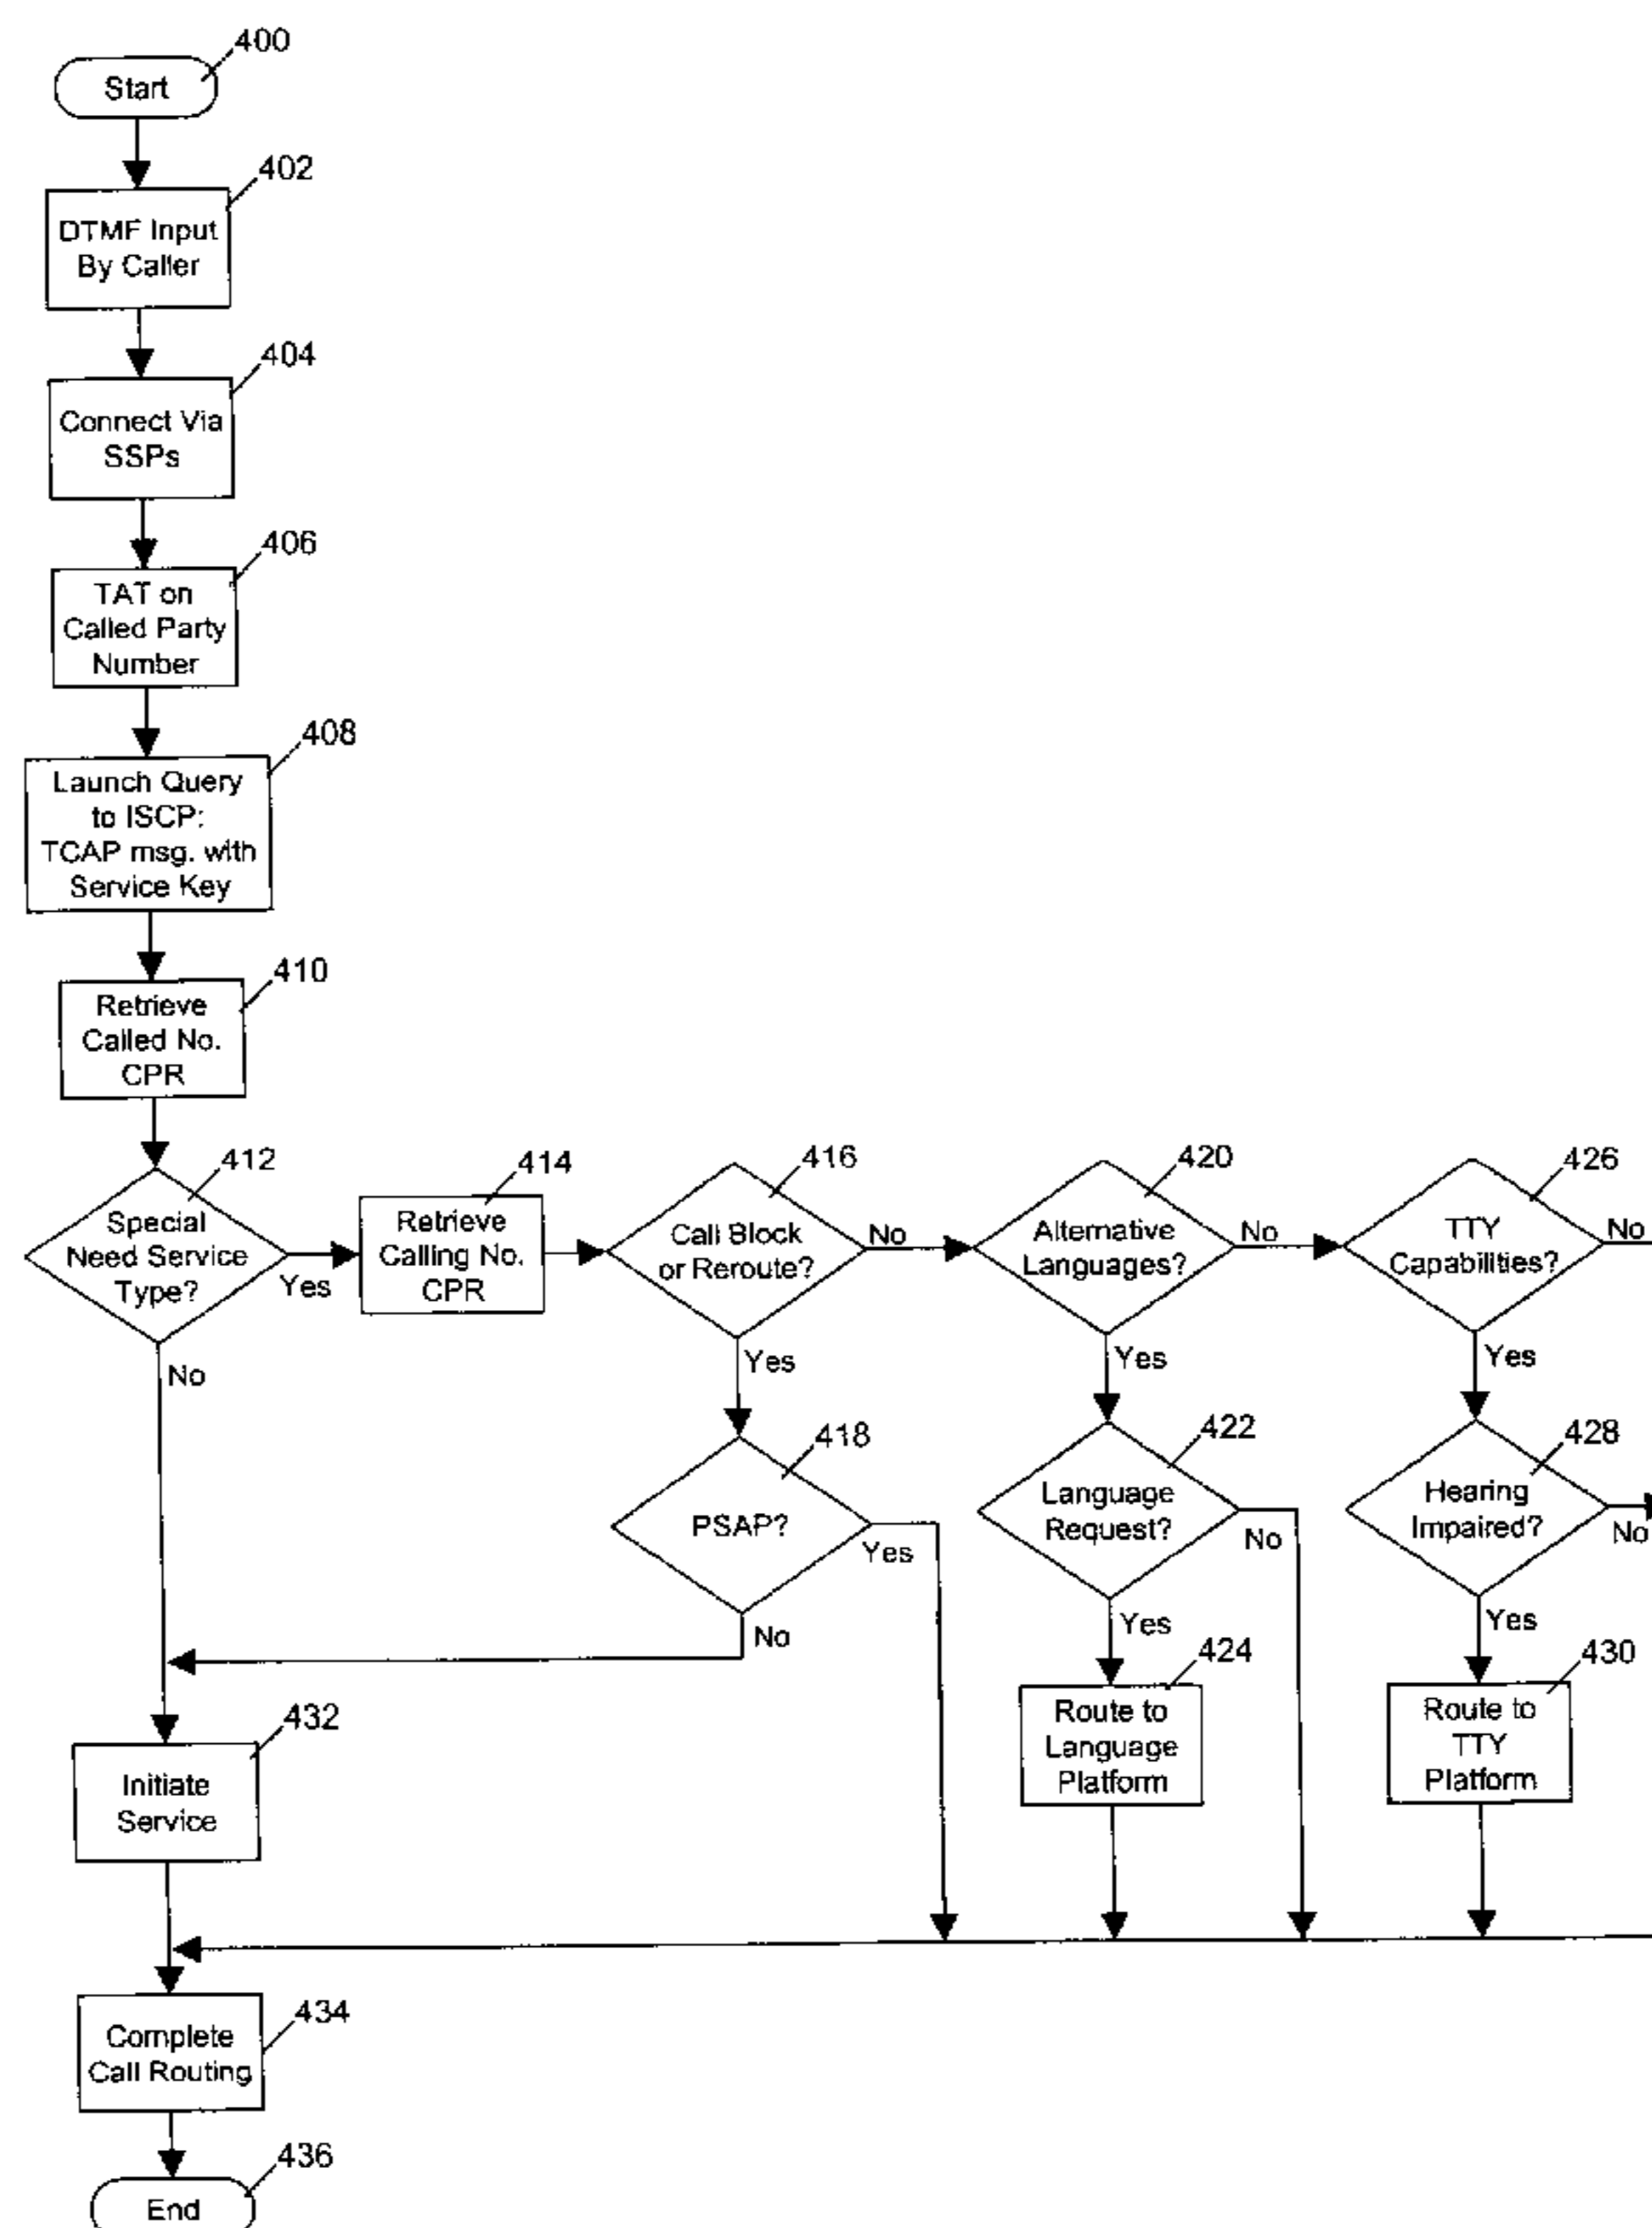 400
Start
402
DTMF Input
By Caller
404
Connect Via
SSPs
406
TAT on
Called Party
Number
408
Launch Query
to ISCP:
TCAP msg. with
Service Key
410
Retrieve
Called No.
CPR
412
Special
Need Service
Type?
Yes
No
414
Retrieve
Calling No.
CPR
416
Call Block
or Reroute?
No
Yes
420
Alternative
Languages?
No
Yes
426
TTY
Capabilities?
No
Yes
418
PSAP?
Yes
No
422
Language
Request?
No
Yes
428
Hearing
Impaired?
No
Yes
424
Route to
Language
Platform
430
Route to
TTY
Platform
432
Initiate
Service
434
Complete
Call Routing
436
End